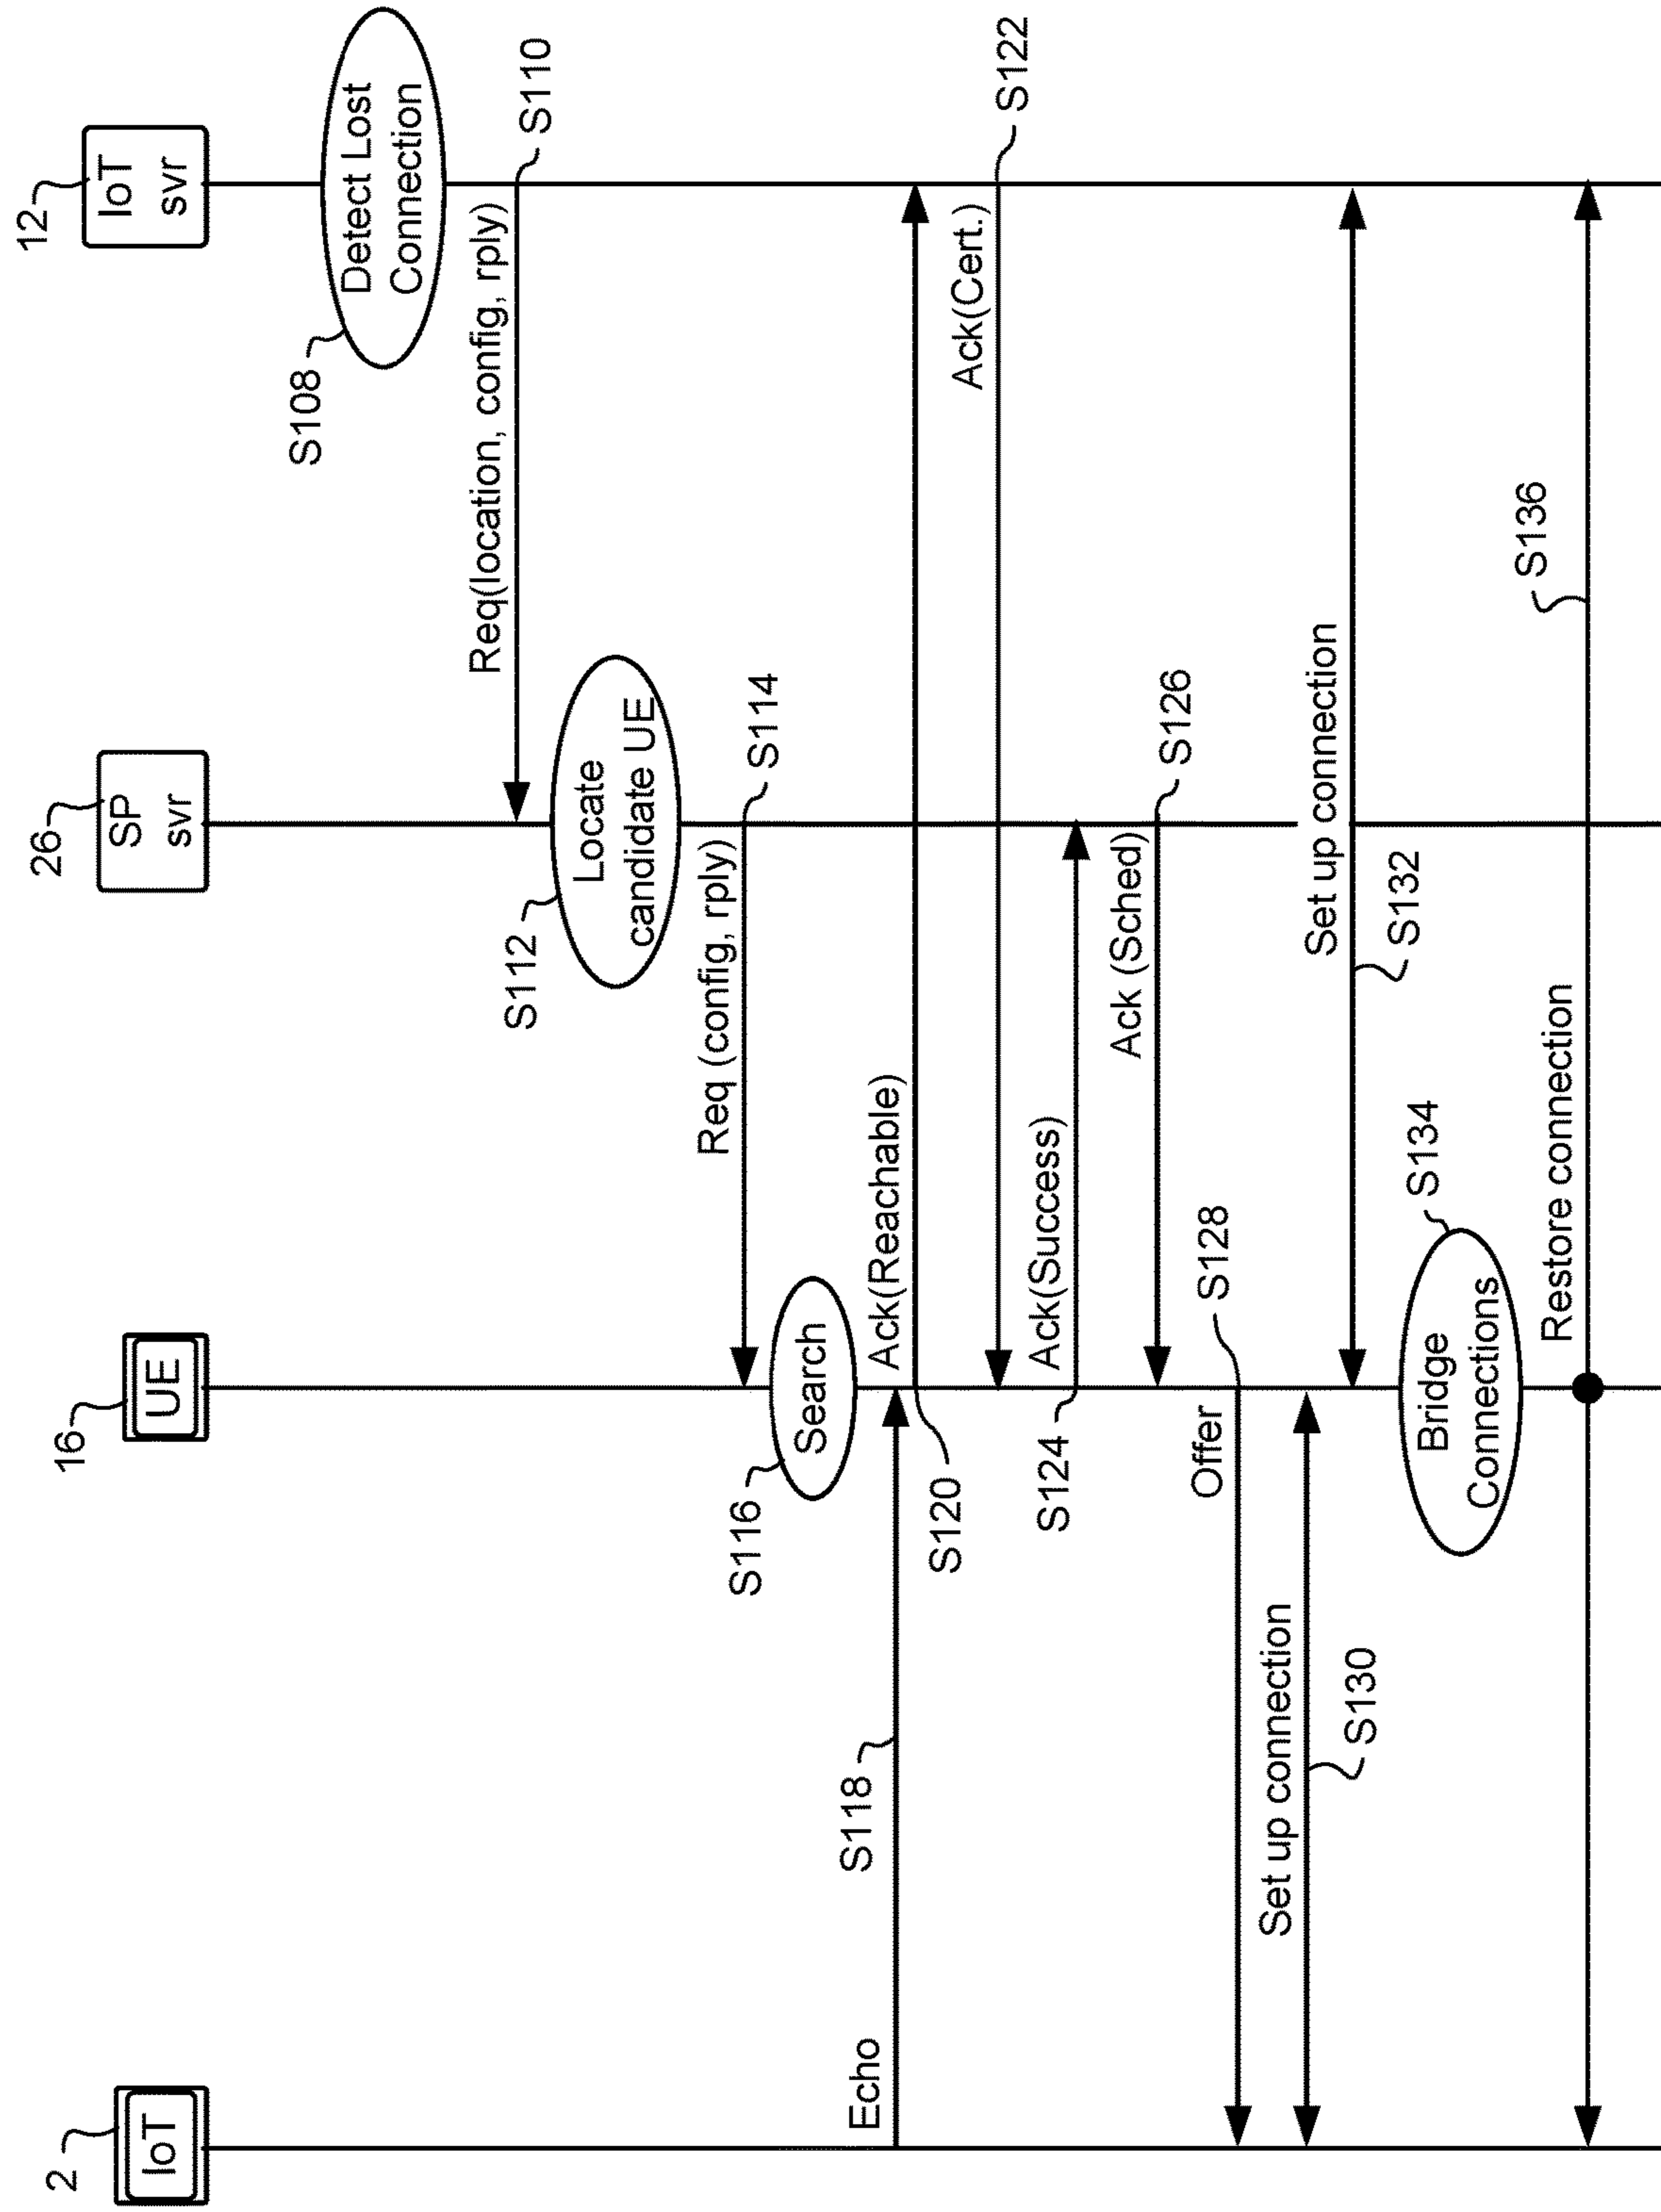 2
IoT
16
UE
26
SP
svr
12
IoT
svr
S108
Detect Lost
Connection
Req(location, config, rply)
S110
S112
Locate
candidate UE
Req (config, rply)
S114
S116
Search
Echo
S118
Ack(Reachable)
S120
Ack(Cert.)
S122
Ack(Success)
S124
Ack (Sched)
S126
Offer
S128
Set up connection
S130
Set up connection
S132
Bridge
Connections
S134
Restore connection
S136